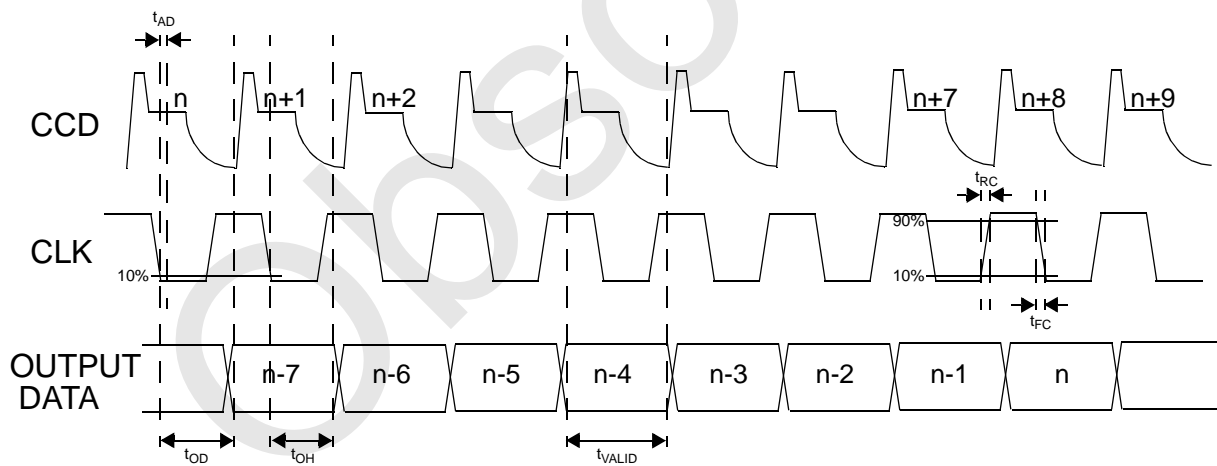 tAD
n n+1 n+2 n+7 n+8 n+9
CCD
tRC
90%
CLK
10% 10%
tFC
OUTPUT
DATA
n-7 n-6 n-5 n-4 n-3 n-2 n-1 n
tOD tOH tVALID
Obso